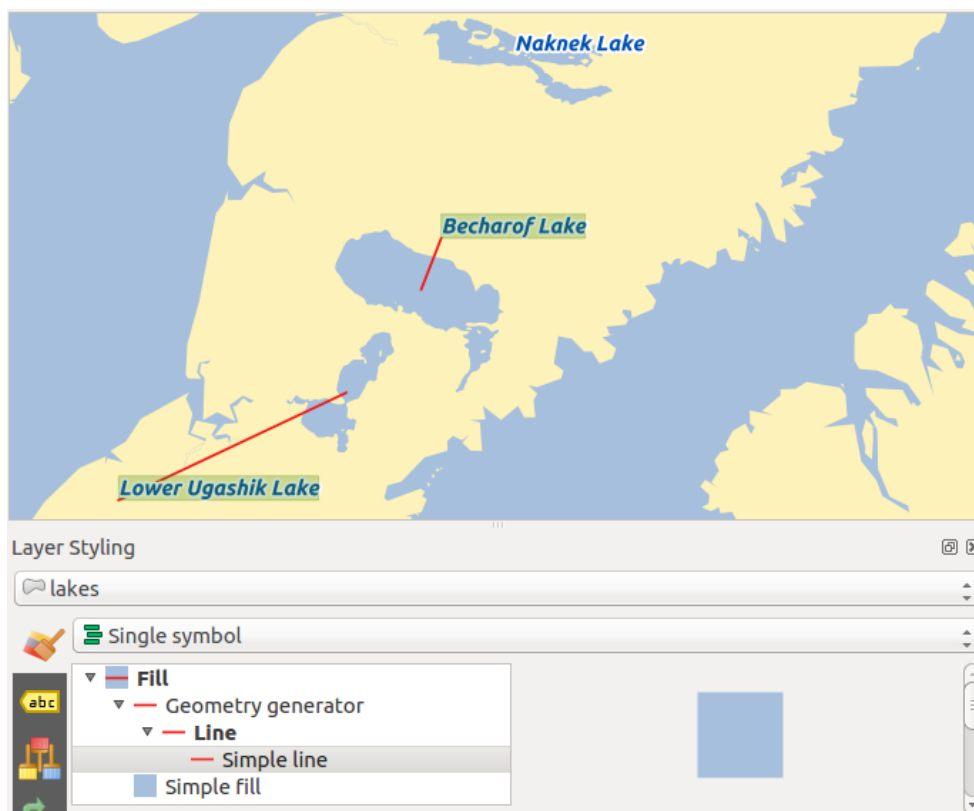 Naknek Lake
Becharof Lake
Lower Ugashik Lake
Layer Styling
lakes
Single symbol
abc
Fill
Geometry generator
Line
Simple line
Simple fill